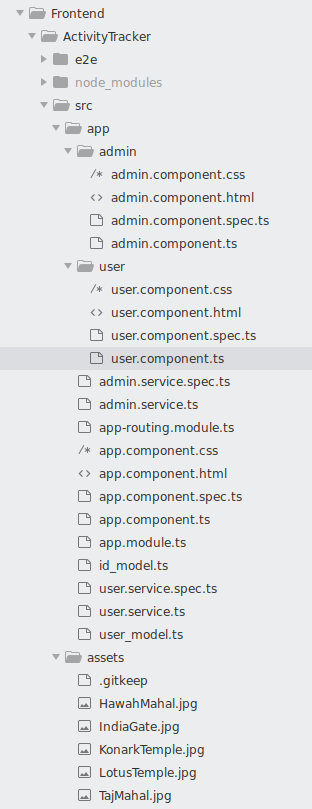 Frontend
ActivityTracker
e2e
node_modules
src
app
admin
/* admin.component.css
<> admin.component.html
admin.component.spec.ts
admin.component.ts
user
/* user.component.css
<> user.component.html
user.component.spec.ts
user.component.ts
admin.service.spec.ts
admin.service.ts
app-routing.module.ts
/* app.component.css
<> app.component.html
app.component.spec.ts
app.component.ts
app.module.ts
id_model.ts
user.service.spec.ts
user.service.ts
user_model.ts
assets
.gitkeep
HawahMahal.jpg
IndiaGate.jpg
KonarkTemple.jpg
LotusTemple.jpg
TajMahal.jpg